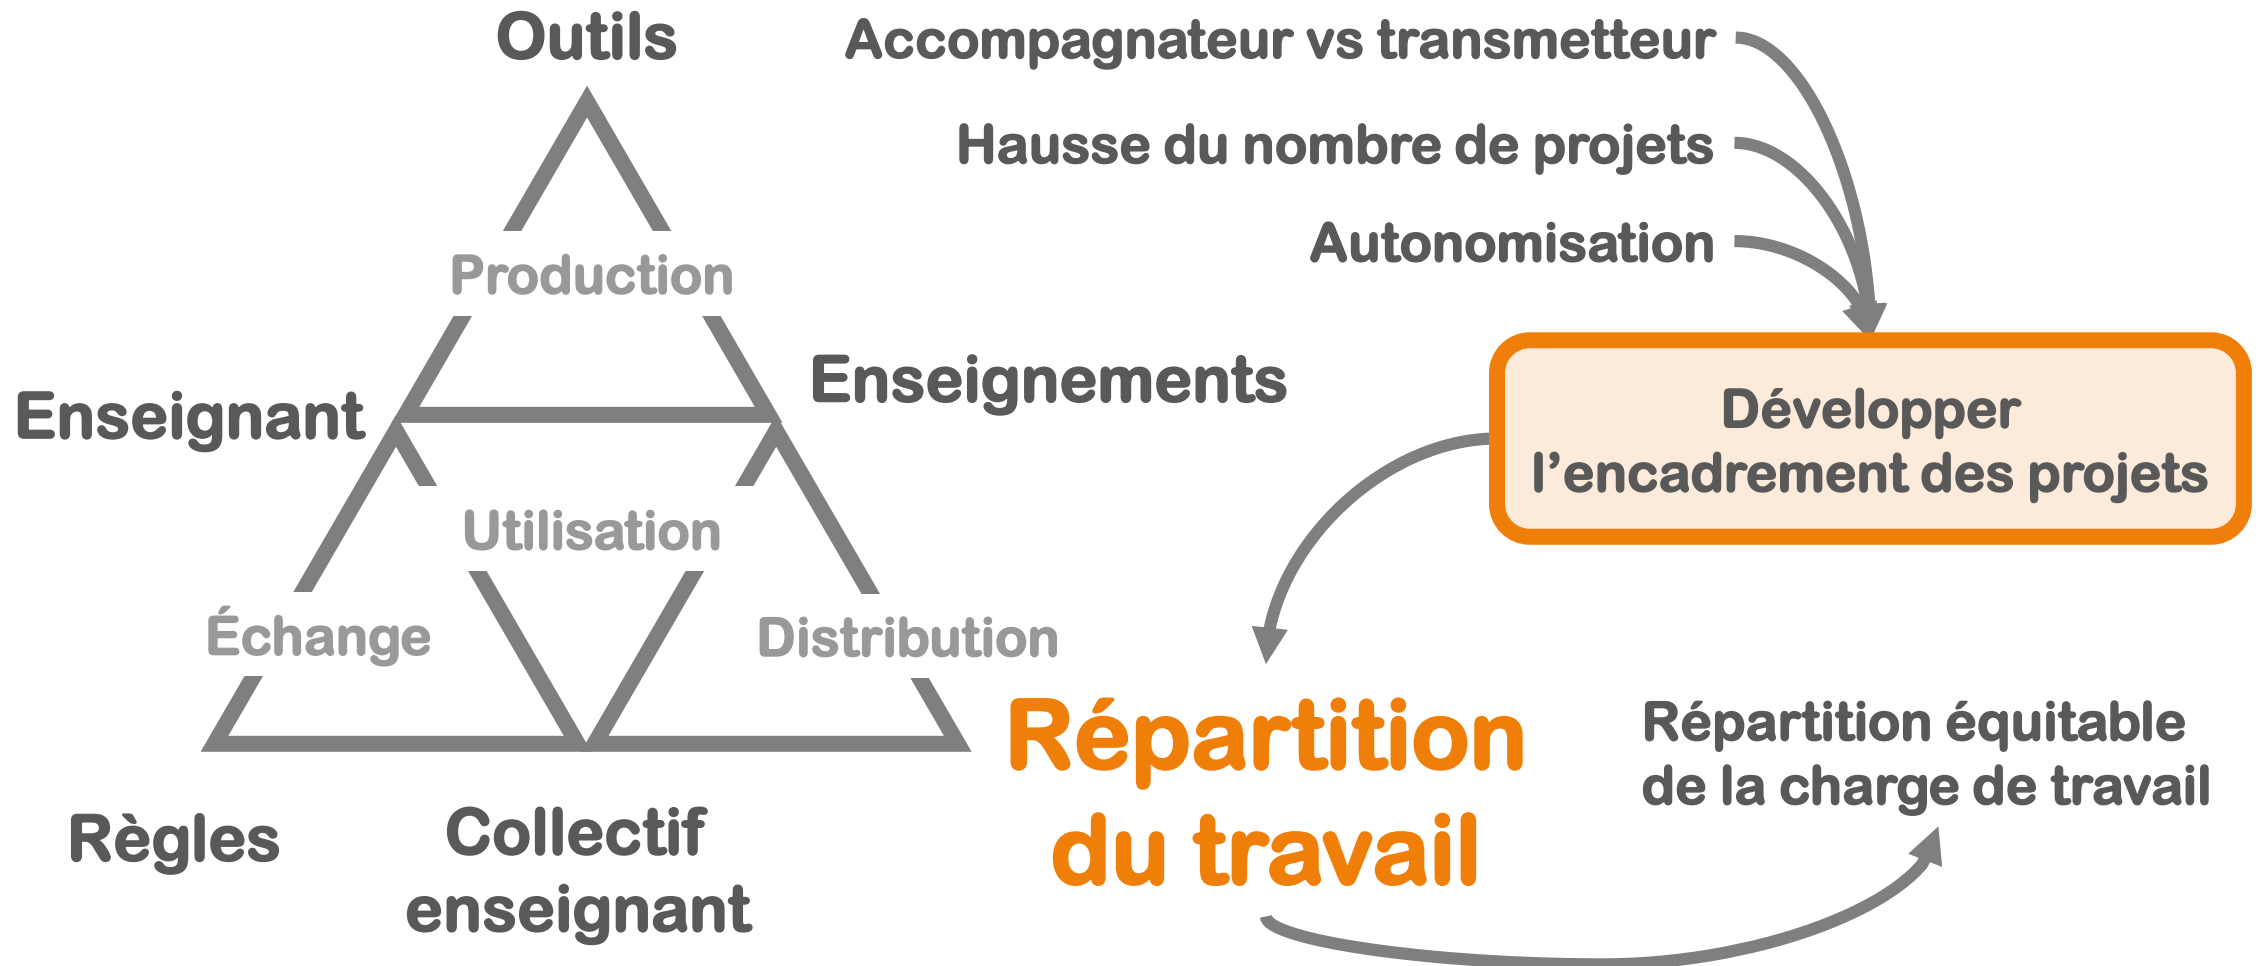 Outils
Production
Enseignant
Enseignements
Utilisation
Échange
Distribution
Règles
Collectif
enseignant
Répartition
du travail
Accompagnateur vs transmetteur
Hausse du nombre de projets
Autonomisation
Développer
l’encadrement des projets
Répartition équitable
de la charge de travail